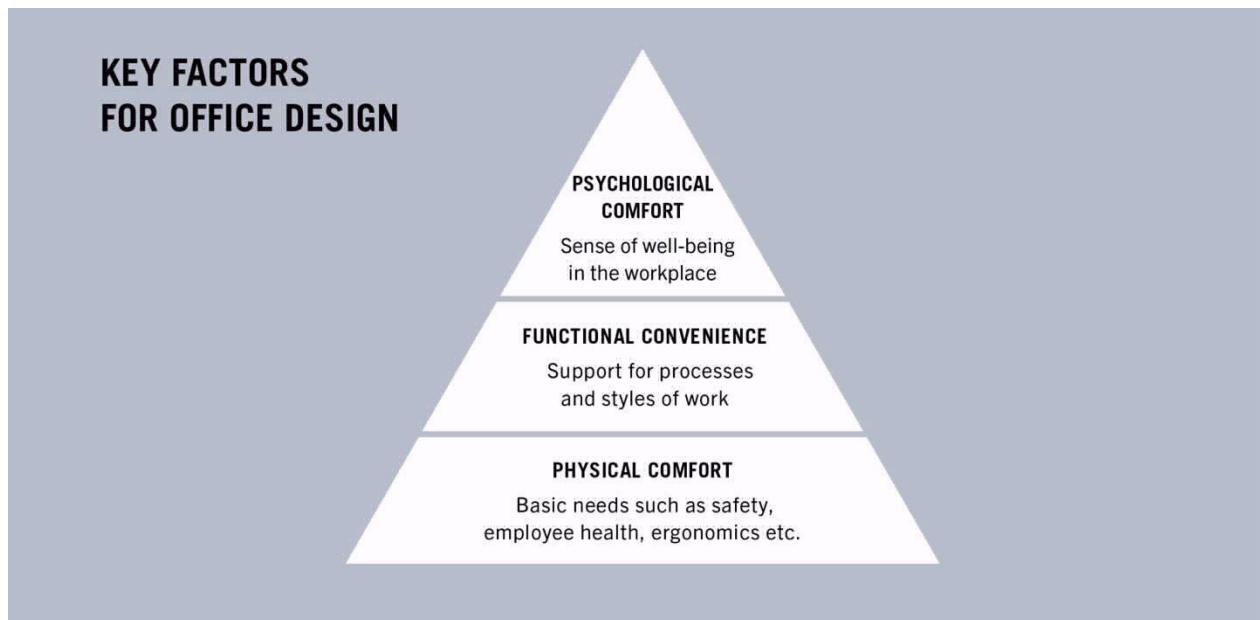 KEY FACTORS
FOR OFFICE DESIGN
PSYCHOLOGICAL
COMFORT
Sense of well-being
in the workplace
FUNCTIONAL CONVENIENCE
Support for processes
and styles of work
PHYSICAL COMFORT
Basic needs such as safety,
employee health, ergonomics etc.